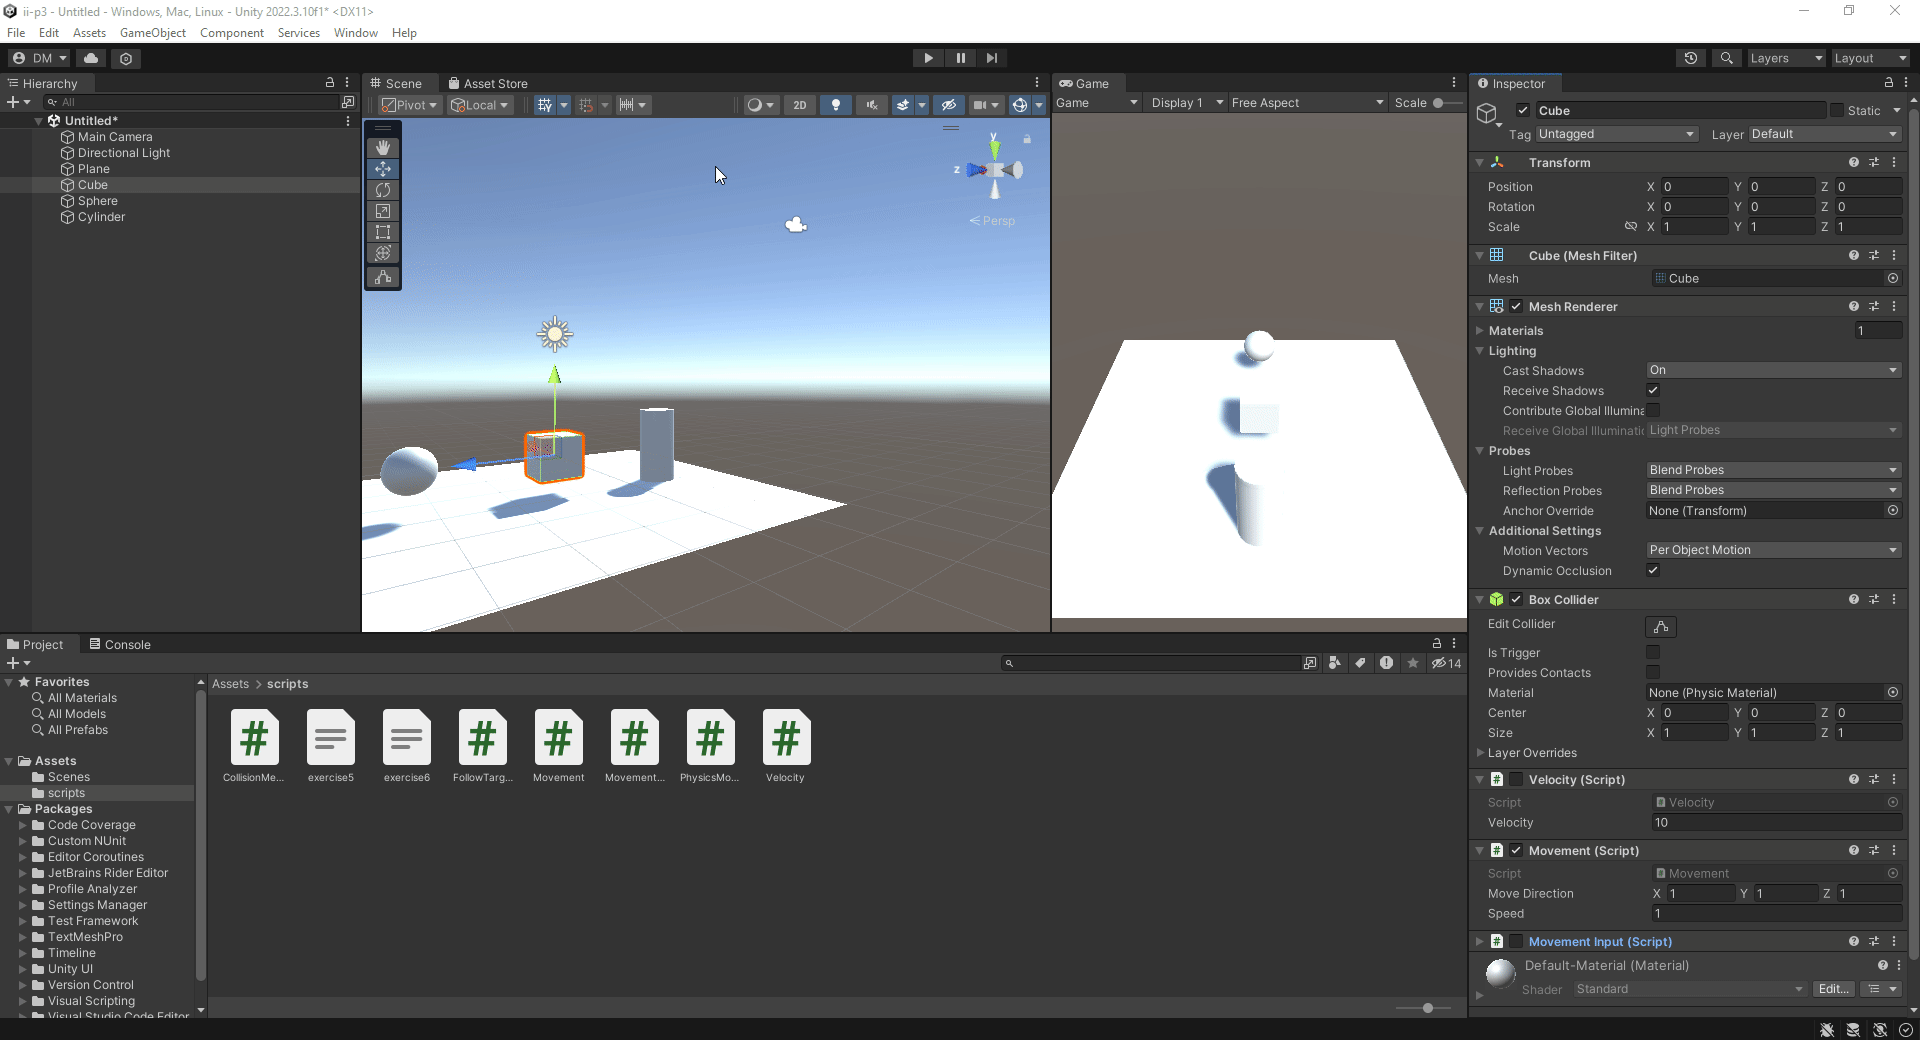 ii-p3 - Untitled - Windows, Mac, Linux - Unity 2022.3.10f1* <DX11>
File Edit Assets GameObject Component Services Window Help
DM
Layers
Layout
Hierarchy
All
Untitled*
Main Camera
Directional Light
Plane
Cube
Sphere
Cylinder
Scene
Asset Store
Pivot
Local
2D
y
z
Persp
Game
Game
Display 1
Free Aspect
Scale
Inspector
Cube
Static
Tag Untagged
Layer Default
Transform
Position X 0 Y 0 Z 0
Rotation X 0 Y 0 Z 0
Scale X 1 Y 1 Z 1
Cube (Mesh Filter)
Mesh Cube
Mesh Renderer
Materials 1
Lighting
Cast Shadows On
Receive Shadows
Contribute Global Illumina
Receive Global Illuminatic Light Probes
Probes
Light Probes Blend Probes
Reflection Probes Blend Probes
Anchor Override None (Transform)
Additional Settings
Motion Vectors Per Object Motion
Dynamic Occlusion
Box Collider
Edit Collider
Is Trigger
Provides Contacts
Material None (Physic Material)
Center X 0 Y 0 Z 0
Size X 1 Y 1 Z 1
Layer Overrides
Velocity (Script)
Script Velocity
Velocity 10
Movement (Script)
Script Movement
Move Direction X 1 Y 1 Z 1
Speed 1
Movement Input (Script)
Default-Material (Material)
Shader Standard Edit...
Project
Console
14
Favorites
All Materials
All Models
All Prefabs
Assets
Scenes
scripts
Packages
Code Coverage
Custom NUnit
Editor Coroutines
JetBrains Rider Editor
Profile Analyzer
Settings Manager
Test Framework
TextMeshPro
Timeline
Unity UI
Version Control
Visual Scripting
Visual Studio Code Editor
Assets > scripts
CollisionMe...
exercise5
exercise6
FollowTarg...
Movement
Movement...
PhysicsMo...
Velocity